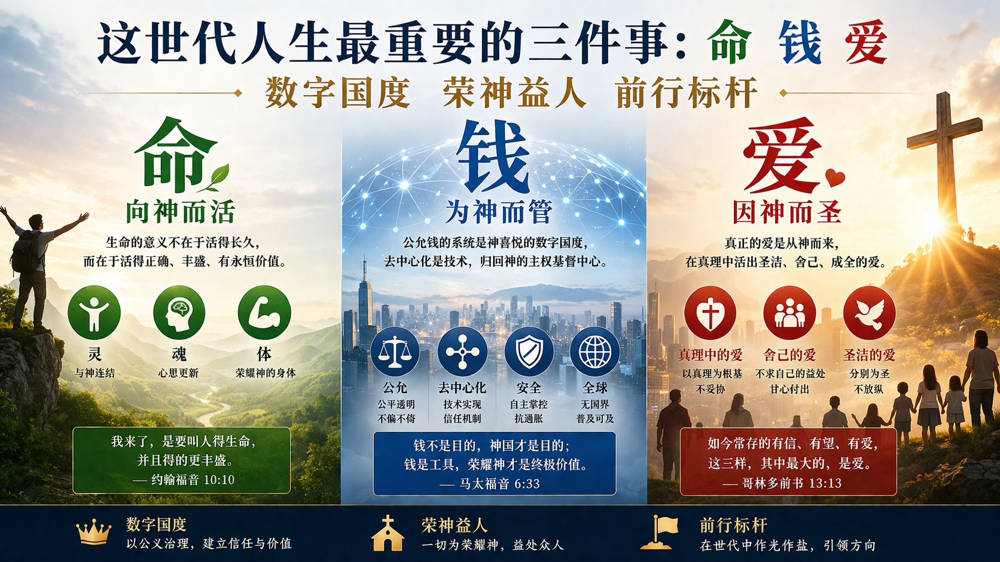 这世代人生最重要的三件事：命 钱 爱
数字国度 荣神益人 前行标杆
命
向神而活
生命的意义不在于活得长久，
而在于活得正确、丰盛、有永恒价值。
灵
与神连结
魂
心思更新
体
荣耀神的身体
我来了，是要叫人得生命，
并且得的更丰盛。
— 约翰福音 10:10
钱
为神而管
公允钱的系统是神喜悦的数字国度，
去中心化是技术，归回神的主权基督中心。
公允
公平透明
不偏不倚
去中心化
技术实现
信任机制
安全
自主掌控
抗通胀
全球
无国界
普及可及
钱不是目的，神国才是目的；
钱是工具，荣耀神才是终极价值。
— 马太福音 6:33
爱
因神而圣
真正的爱是从神而来，
在真理中活出圣洁、舍己、成全的爱。
真理中的爱
以真理为根基
不妥协
舍己的爱
不求自己的益处
甘心付出
圣洁的爱
分别为圣
不放纵
如今常存的有信、有望、有爱，
这三样，其中最大的，是爱。
— 哥林多前书 13:13
数字国度
以公义治理，建立信任与价值
荣神益人
一切为荣耀神，益处众人
前行标杆
在世代中作光作盐，引领方向